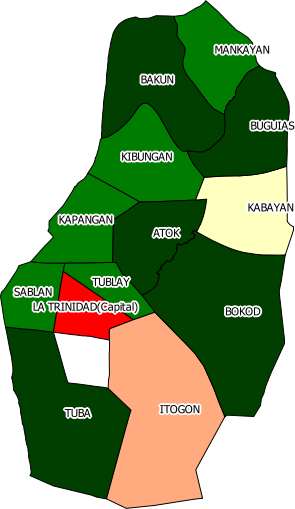 MANKAYAN
BAKUN
BUGUIAS
KIBUNGAN
KABAYAN
KAPANGAN
ATOK
TUBLAY
SABLAN
LA TRINIDAD(Capital)
BOKOD
ITOGON
TUBA